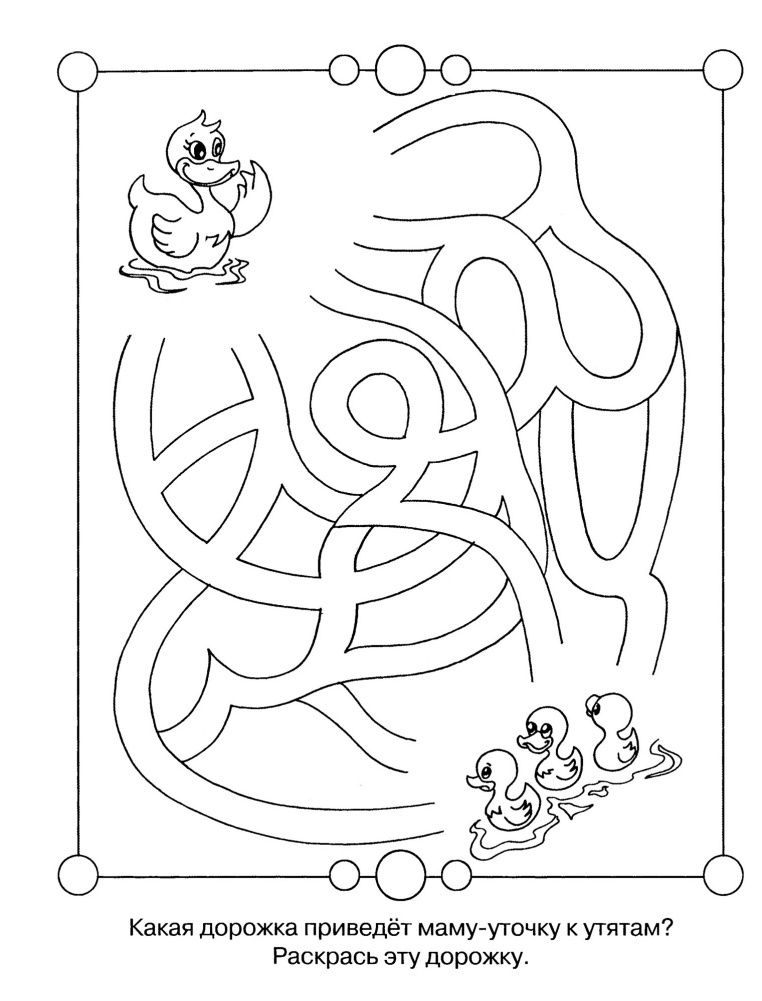 Какая дорожка приведёт маму-уточку к утятам?
Раскрась эту дорожку.